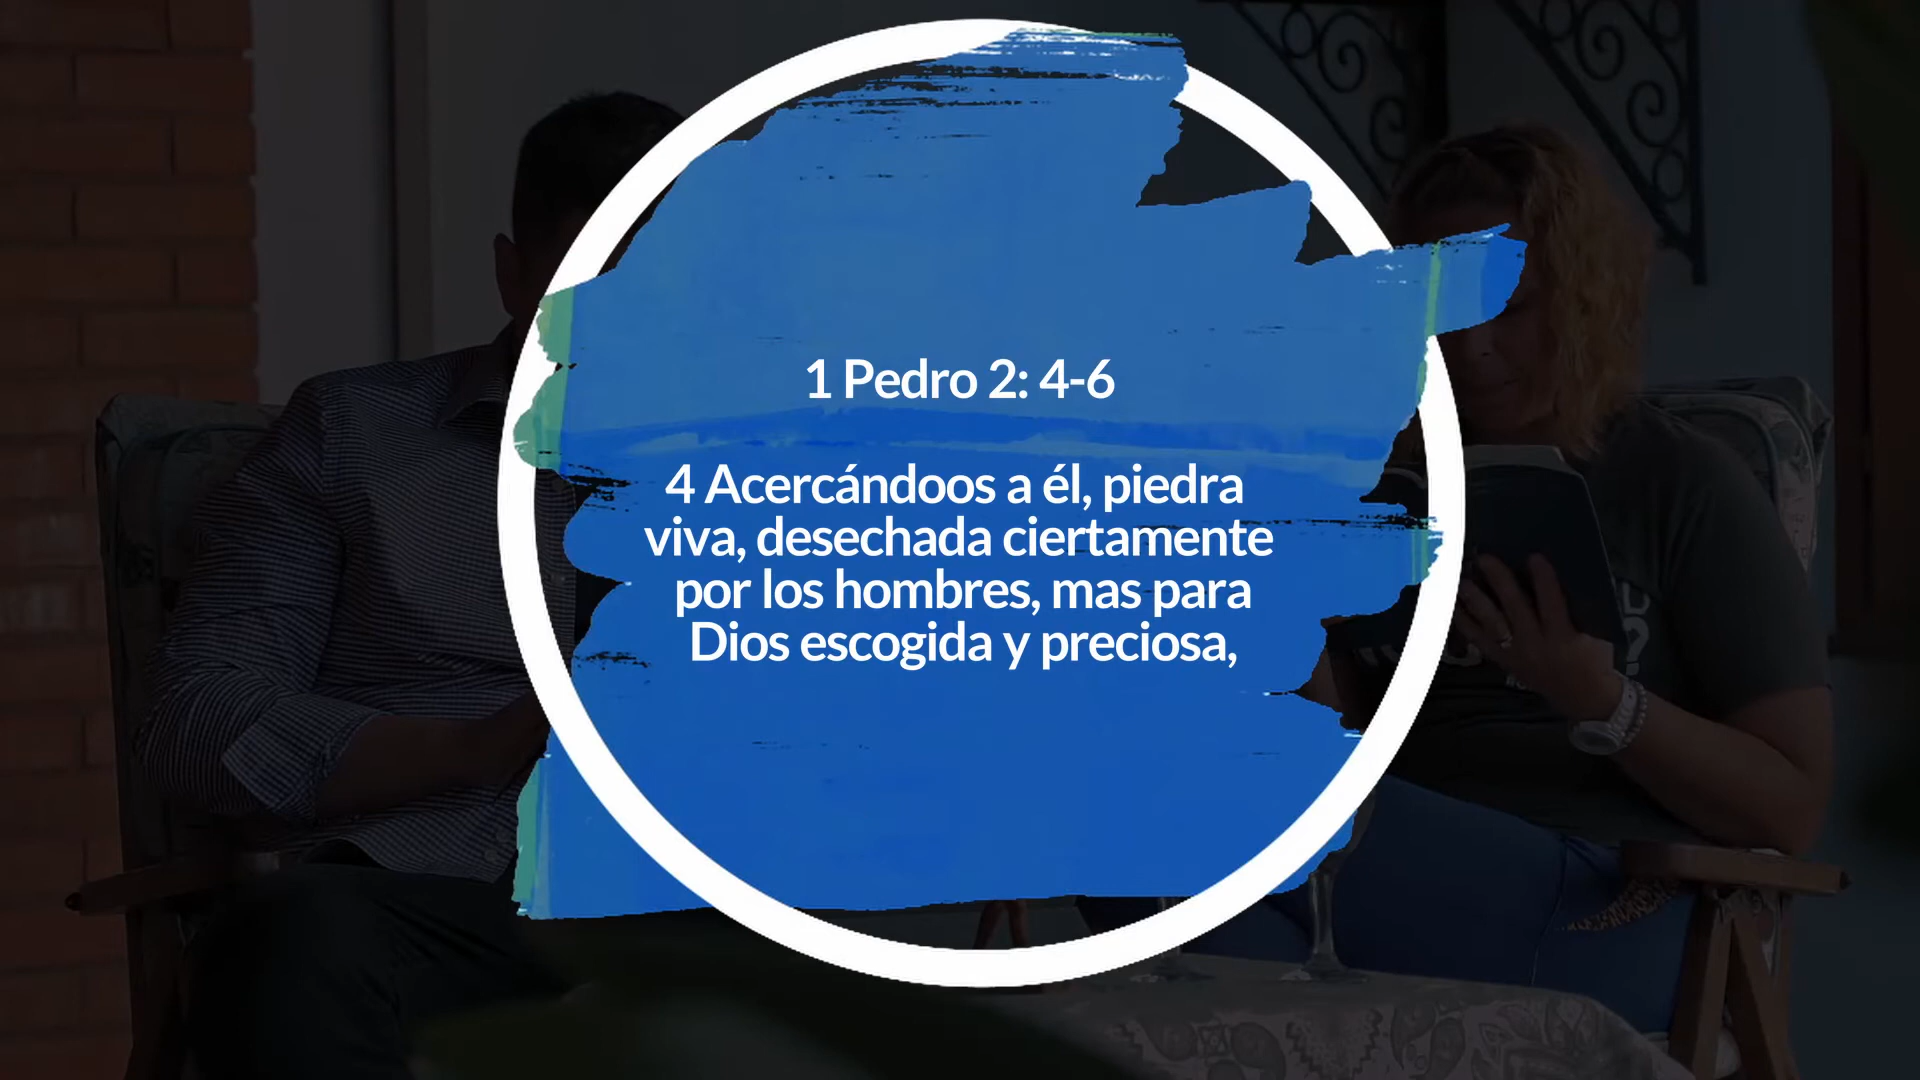 1 Pedro 2: 4-6
4 Acercándoos a él, piedra
viva, desechada ciertamente
por los hombres, mas para
Dios escogida y preciosa,